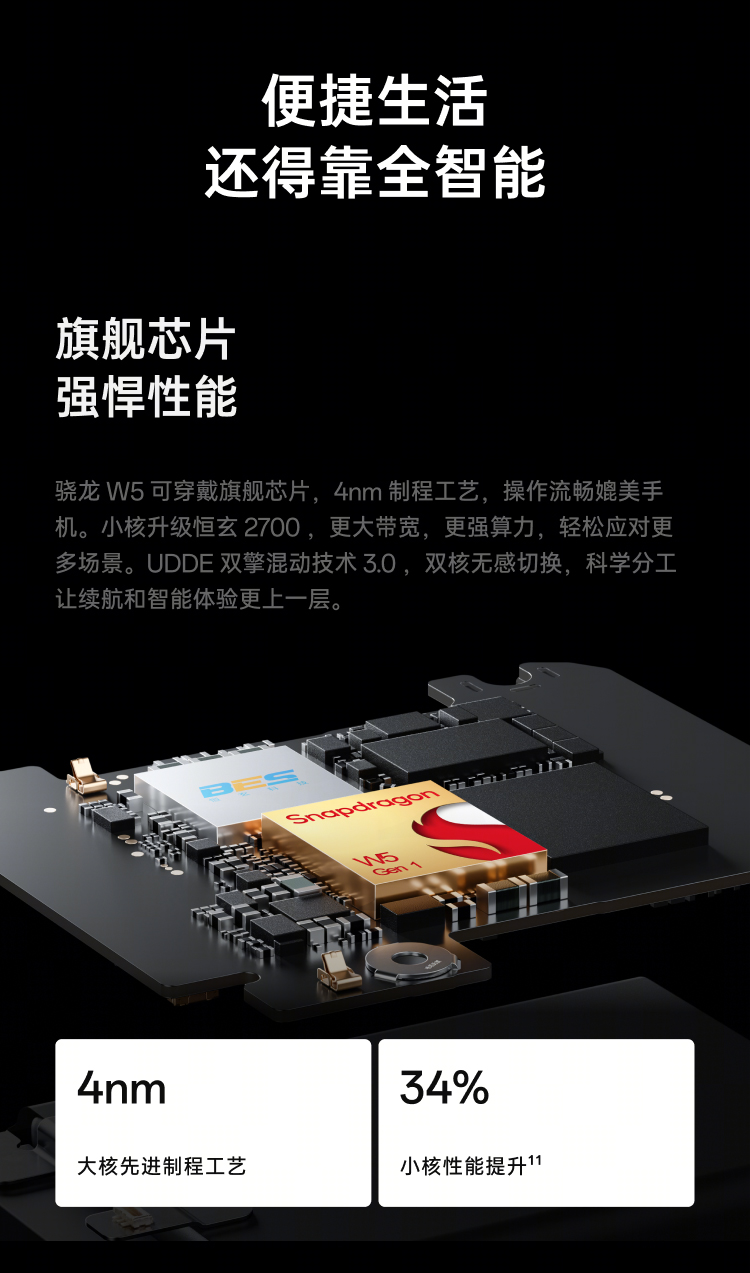 便捷生活
还得靠全智能
旗舰芯片
强悍性能
骁龙 W5 可穿戴旗舰芯片，4nm 制程工艺，操作流畅媲美手
机。小核升级恒玄 2700 ，更大带宽，更强算力，轻松应对更
多场景。UDDE 双擎混动技术 3.0 ，双核无感切换，科学分工
让续航和智能体验更上一层。
BES
Snapdragon
W5
Gen 1
4nm
34%
大核先进制程工艺
小核性能提升¹¹